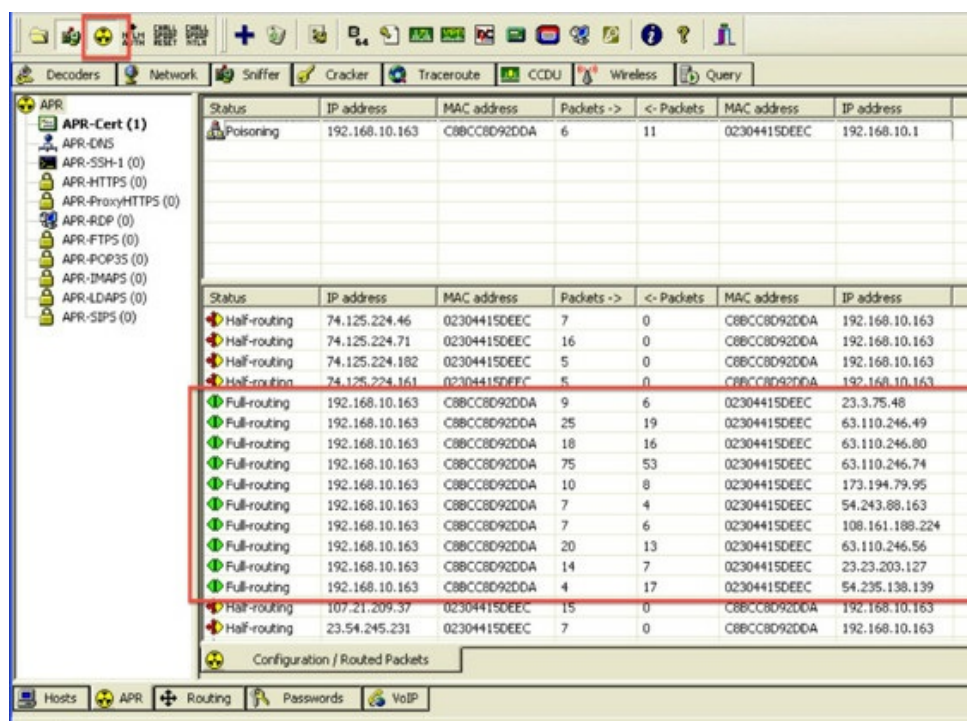 NTLM AUTH CHALL SPOOF RESET CHALL SPOOF NTLM B 64
Decoders Network Sniffer Cracker Traceroute CCDU Wireless Query
APR
APR-Cert (1)
APR-DNS
APR-SSH-1 (0)
APR-HTTPS (0)
APR-ProxyHTTPS (0)
APR-RDP (0)
APR-FTPS (0)
APR-POP3S (0)
APR-IMAPS (0)
APR-LDAPS (0)
APR-SIPS (0)
Status IP address MAC address Packets -> <- Packets MAC address IP address
Poisoning 192.168.10.163 C8BCC8D92DDA 6 11 02304415DEEC 192.168.10.1
Status IP address MAC address Packets -> <- Packets MAC address IP address
Half-routing 74.125.224.46 02304415DEEC 7 0 C8BCC8D92DDA 192.168.10.163
Half-routing 74.125.224.71 02304415DEEC 16 0 C8BCC8D92DDA 192.168.10.163
Half-routing 74.125.224.182 02304415DEEC 5 0 C8BCC8D92DDA 192.168.10.163
Half-routing 74.125.224.161 02304415DEEC 5 0 C8BCC8D92DDA 192.168.10.163
Full-routing 192.168.10.163 C8BCC8D92DDA 9 6 02304415DEEC 23.3.75.48
Full-routing 192.168.10.163 C8BCC8D92DDA 25 19 02304415DEEC 63.110.246.49
Full-routing 192.168.10.163 C8BCC8D92DDA 18 16 02304415DEEC 63.110.246.80
Full-routing 192.168.10.163 C8BCC8D92DDA 75 53 02304415DEEC 63.110.246.74
Full-routing 192.168.10.163 C8BCC8D92DDA 10 8 02304415DEEC 173.194.79.95
Full-routing 192.168.10.163 C8BCC8D92DDA 7 4 02304415DEEC 54.243.88.163
Full-routing 192.168.10.163 C8BCC8D92DDA 7 6 02304415DEEC 108.161.188.224
Full-routing 192.168.10.163 C8BCC8D92DDA 20 13 02304415DEEC 63.110.246.56
Full-routing 192.168.10.163 C8BCC8D92DDA 14 7 02304415DEEC 23.23.203.127
Full-routing 192.168.10.163 C8BCC8D92DDA 4 17 02304415DEEC 54.235.138.139
Half-routing 107.21.209.37 02304415DEEC 15 0 C8BCC8D92DDA 192.168.10.163
Half-routing 23.54.245.231 02304415DEEC 7 0 C8BCC8D92DDA 192.168.10.163
Configuration / Routed Packets
Hosts APR Routing Passwords VoIP